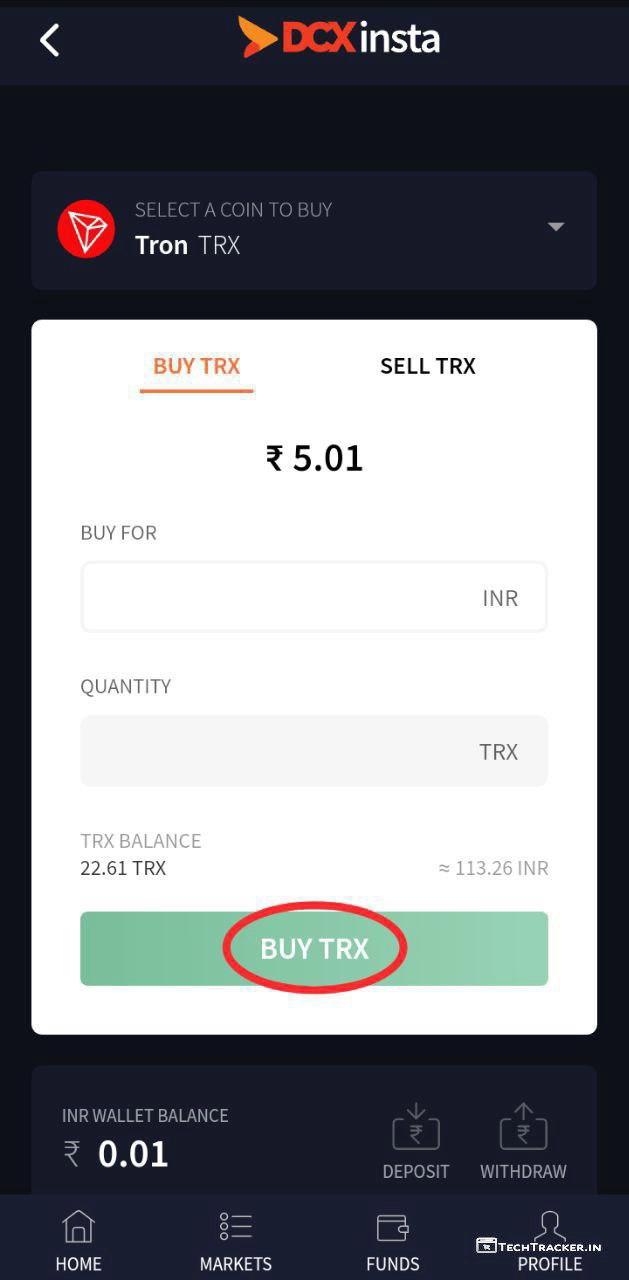 DCXinsta
SELECT A COIN TO BUY
Tron TRX
BUY TRX SELL TRX
₹ 5.01
BUY FOR
INR
QUANTITY
TRX
TRX BALANCE
22.61 TRX ≈ 113.26 INR
BUY TRX
INR WALLET BALANCE
₹ 0.01
DEPOSIT WITHDRAW
TECHTRACKER.IN
HOME MARKETS FUNDS PROFILE